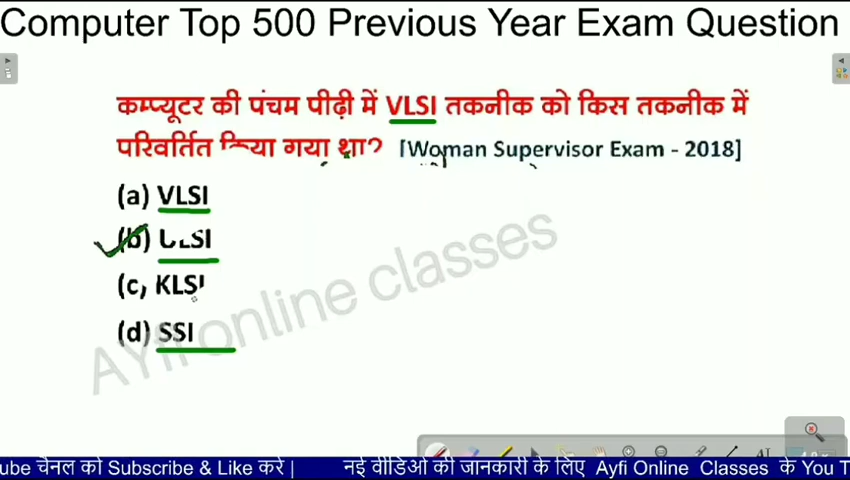 Computer Top 500 Previous Year Exam Question
कम्प्यूटर की पंचम पीढ़ी में VLSI तकनीक को किस तकनीक में
परिवर्तित किया गया था? [Woman Supervisor Exam - 2018]
(a) VLSI
(b) ULSI
(c) KLSI
(d) SSI
AYfi online classes
ube चैनल को Subscribe & Like करे | नई वीडिओ की जानकारी के लिए Ayfi Online Classes के You T